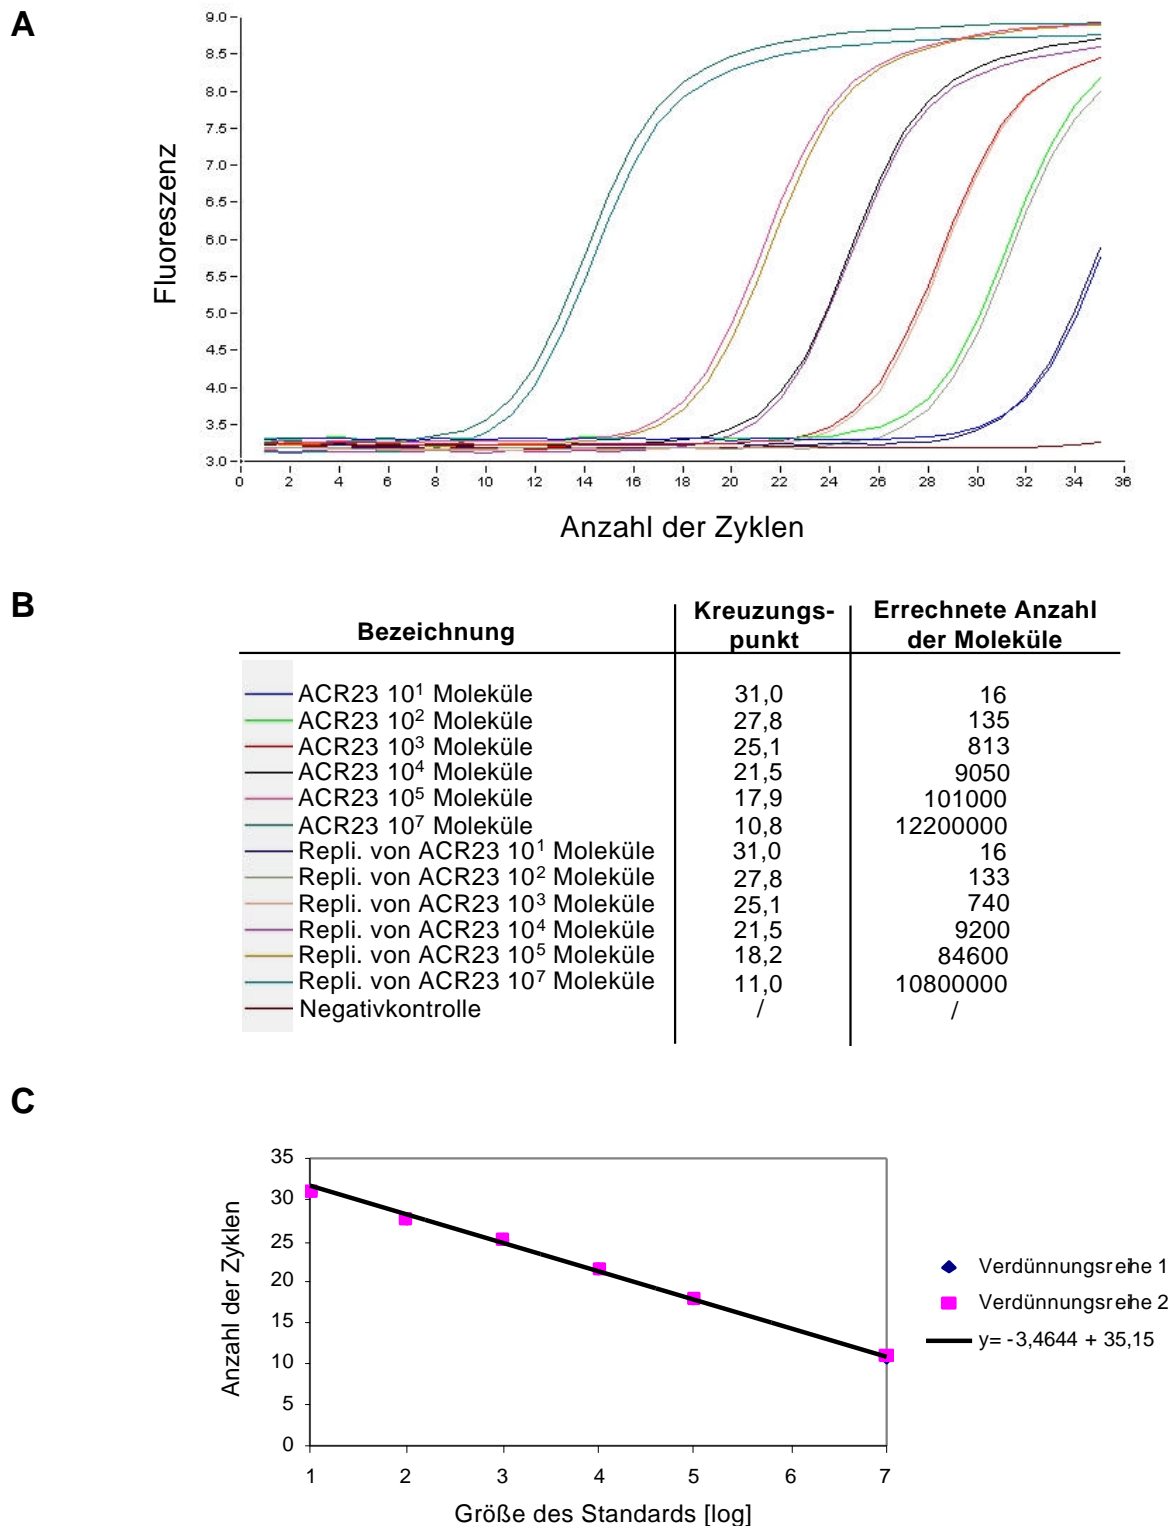 A
9.0
8.5
8.0
7.5
7.0
6.5
6.0
5.5
5.0
4.5
4.0
3.5
3.0
Fluoreszenz
0 2 4 6 8 10 12 14 16 18 20 22 24 26 28 30 32 34 36
Anzahl der Zyklen
B
Bezeichnung Kreuzungs-punkt Errechnete Anzahl der Moleküle
ACR23 10¹ Moleküle 31,0 16
ACR23 10² Moleküle 27,8 135
ACR23 10³ Moleküle 25,1 813
ACR23 10⁴ Moleküle 21,5 9050
ACR23 10⁵ Moleküle 17,9 101000
ACR23 10⁷ Moleküle 10,8 12200000
Repli. von ACR23 10¹ Moleküle 31,0 16
Repli. von ACR23 10² Moleküle 27,8 133
Repli. von ACR23 10³ Moleküle 25,1 740
Repli. von ACR23 10⁴ Moleküle 21,5 9200
Repli. von ACR23 10⁵ Moleküle 18,2 84600
Repli. von ACR23 10⁷ Moleküle 11,0 10800000
Negativkontrolle / /
C
35
30
25
20
15
10
5
0
Anzahl der Zyklen
1 2 3 4 5 6 7
Größe des Standards [log]
Verdünnungsreihe 1
Verdünnungsreihe 2
y= -3,4644 + 35,15